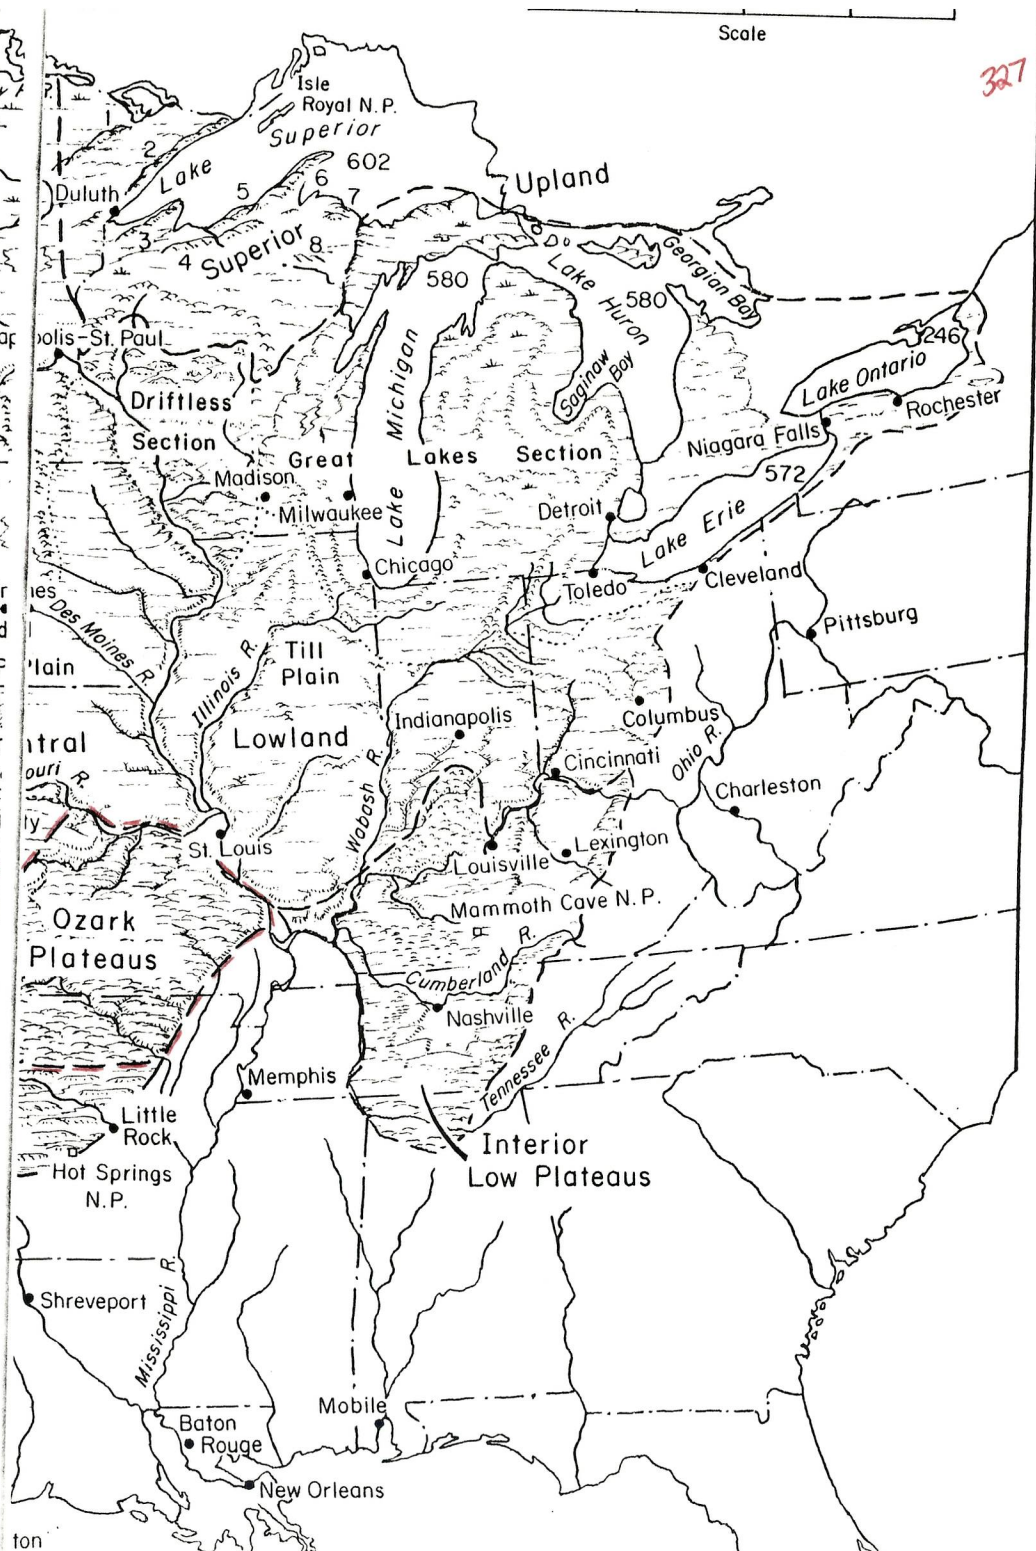 Scale
327
Isle
Royal N.P.
Superior
Lake
602
2
5
6
7
Upland
Duluth
3
4
Superior
8
Georgian Bay
580
Lake Huron
580
246
polis-St. Paul
Michigan
Saginaw
Bay
Lake Ontario
Rochester
Driftless
Section
Niagara Falls
Great Lakes Section
572
Madison
Milwaukee
Lake
Detroit
Lake Erie
Chicago
Toledo
Cleveland
nes
Des Moines R.
Pittsburg
Till
Plain
Illinois R.
Plain
Indianapolis
Columbus
Lowland
ntral
Cincinnati
Ohio R.
ouri R.
Charleston
Wabash R.
St. Louis
Louisville
Lexington
Mammoth Cave N.P.
Ozark
Plateaus
Cumberland R.
Nashville
Tennessee R.
Memphis
Little
Rock
Interior
Low Plateaus
Hot Springs
N.P.
Shreveport
Mississippi R.
Mobile
Baton
Rouge
New Orleans
ton